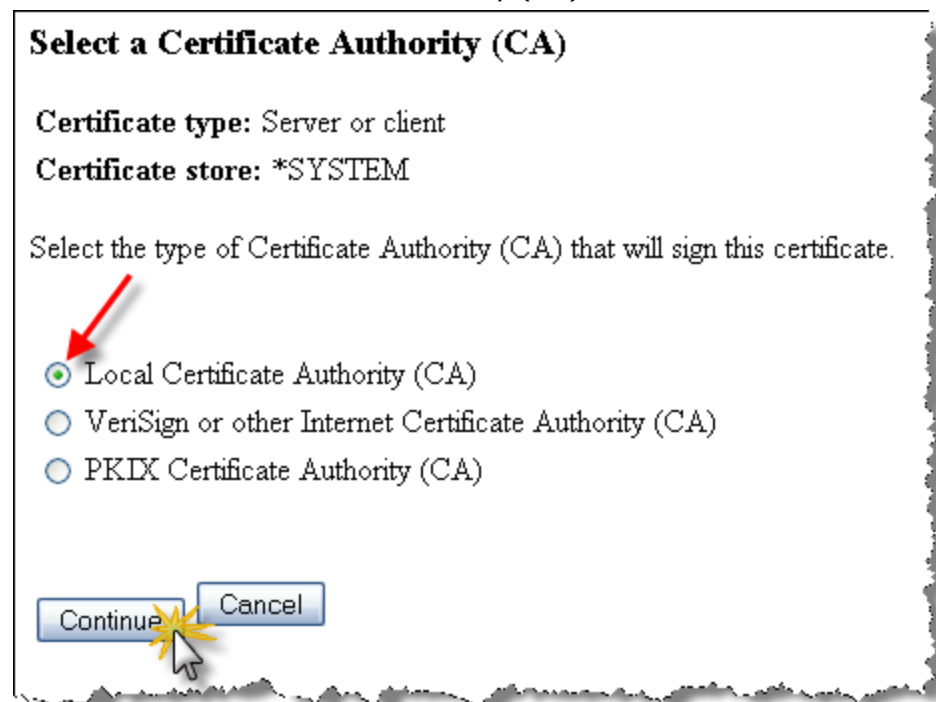 Select a Certificate Authority (CA)
Certificate type: Server or client
Certificate store: *SYSTEM
Select the type of Certificate Authority (CA) that will sign this certificate.
Local Certificate Authority (CA)
VeriSign or other Internet Certificate Authority (CA)
PKIX Certificate Authority (CA)
Continue Cancel